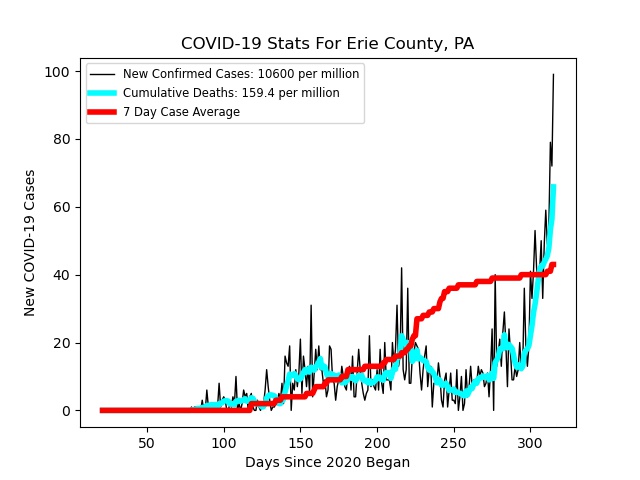 COVID-19 Stats For Erie County, PA
New Confirmed Cases: 10600 per million
Cumulative Deaths: 159.4 per million
7 Day Case Average
New COVID-19 Cases
100
80
60
40
20
0
50 100 150 200 250 300
Days Since 2020 Began